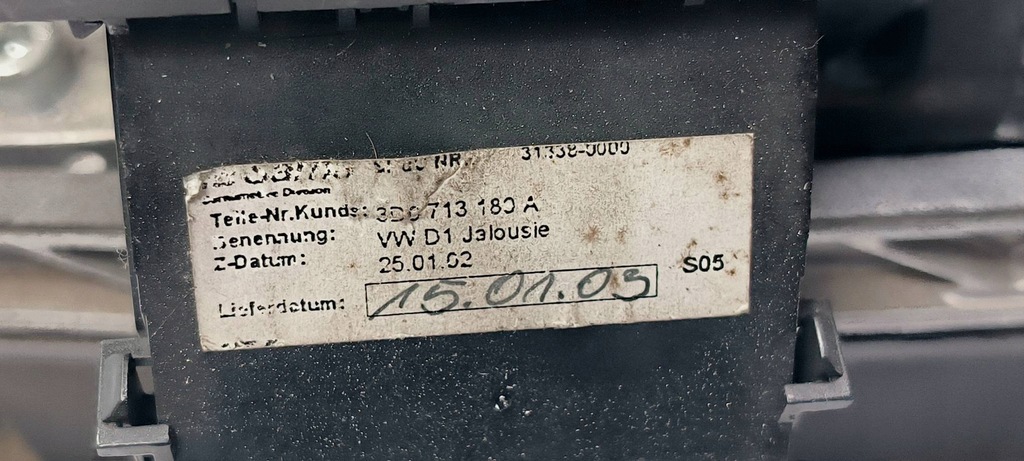 31338-0000
Teile-Nr.Kunde: 713 180 A
Benennung: VW D1 Jalousie
Z-Datum: 25.01.02
S05
Lieferdatum: 15.01.03